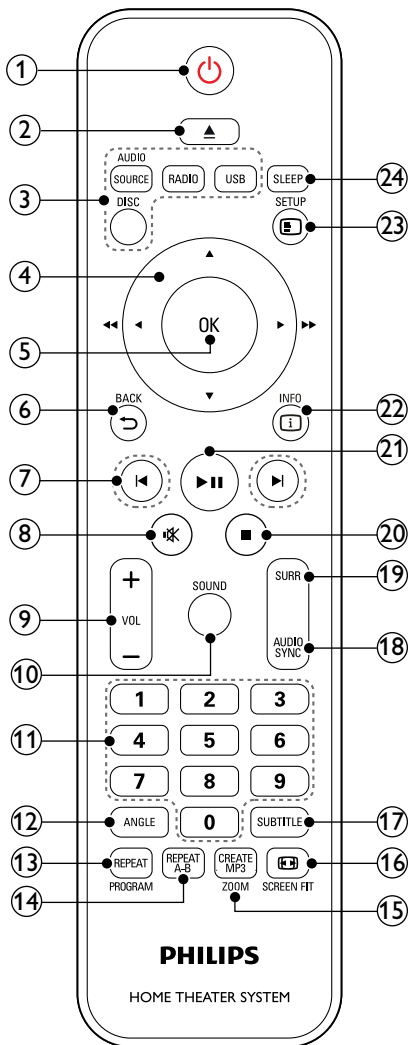 1
2
AUDIO
SOURCE RADIO USB SLEEP 24
3 DISC SETUP 23
4
OK
5
BACK INFO
6 22
21
7
8 20
+ SURR 19
SOUND
9 VOL
AUDIO
SYNC 18
–
10
1 2 3
11 4 5 6
7 8 9
12 ANGLE 0 SUBTITLE 17
13 REPEAT REPEAT
A-B CREATE
MP3 16
PROGRAM ZOOM SCREEN FIT
14 15
PHILIPS
HOME THEATER SYSTEM